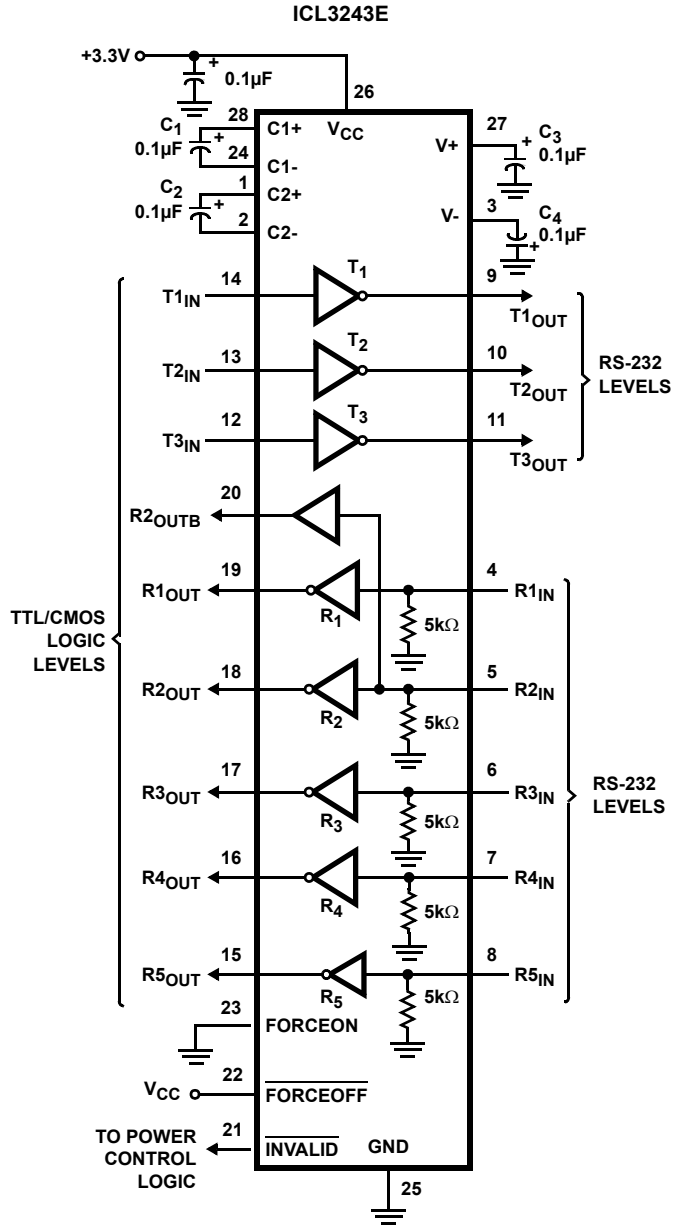 ICL3243E
+3.3V
+
0.1µF
26
28
C1+
VCC
27
C1
0.1µF
+
24
C1-
V+
+
C3
0.1µF
1
C2+
C2
0.1µF
+
2
C2-
V-
3
C4
0.1µF
+
T1IN
14
T1
9
T1OUT
T2IN
13
T2
10
T2OUT
RS-232
LEVELS
T3IN
12
T3
11
T3OUT
R2OUTB
20
R1OUT
19
R1
5kΩ
4
R1IN
TTL/CMOS
LOGIC
LEVELS
R2OUT
18
R2
5kΩ
5
R2IN
R3OUT
17
R3
5kΩ
6
R3IN
RS-232
LEVELS
R4OUT
16
R4
5kΩ
7
R4IN
R5OUT
15
R5
5kΩ
8
R5IN
23
FORCEON
VCC
22
FORCEOFF
TO POWER
CONTROL
LOGIC
21
INVALID
GND
25